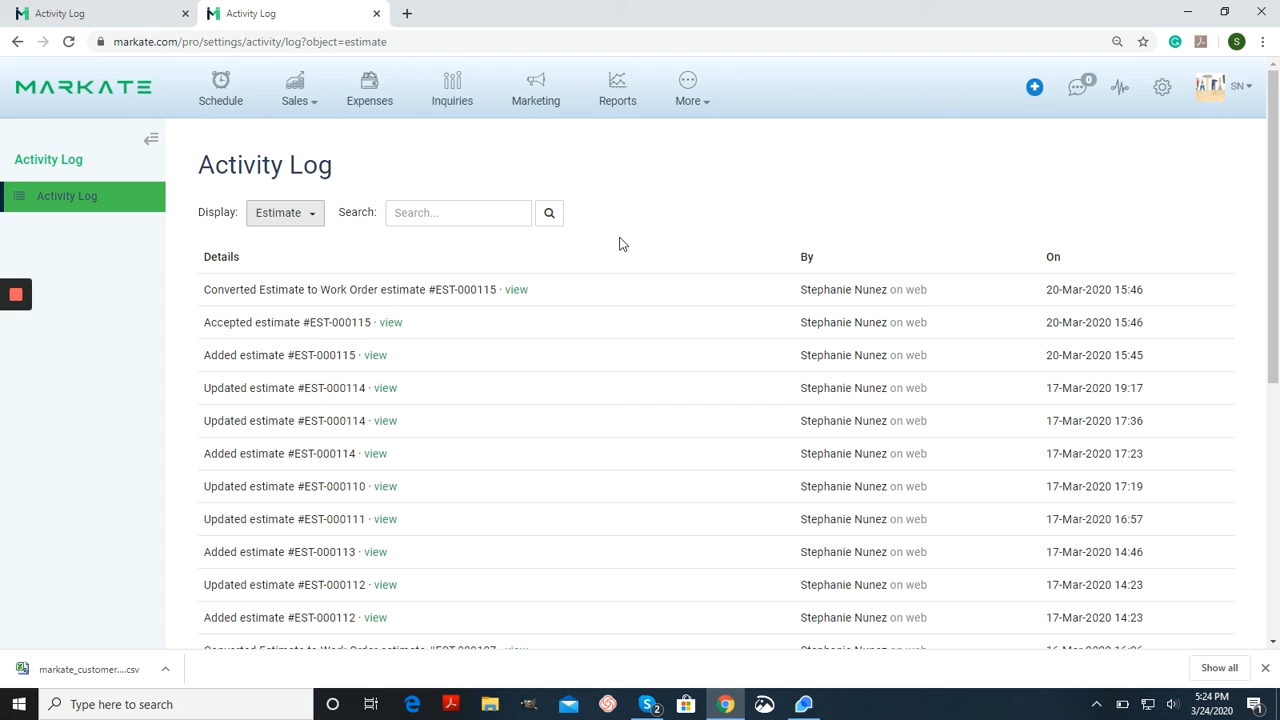 Activity Log
Activity Log
markate.com/pro/settings/activity/log?object=estimate
S
MARKATE
Schedule
Sales
Expenses
Inquiries
Marketing
Reports
More
0
SN
Activity Log
Activity Log
Activity Log
Display: Estimate Search: Search...
Details By On
Converted Estimate to Work Order estimate #EST-000115 · view Stephanie Nunez on web 20-Mar-2020 15:46
Accepted estimate #EST-000115 · view Stephanie Nunez on web 20-Mar-2020 15:46
Added estimate #EST-000115 · view Stephanie Nunez on web 20-Mar-2020 15:45
Updated estimate #EST-000114 · view Stephanie Nunez on web 17-Mar-2020 19:17
Updated estimate #EST-000114 · view Stephanie Nunez on web 17-Mar-2020 17:36
Added estimate #EST-000114 · view Stephanie Nunez on web 17-Mar-2020 17:23
Updated estimate #EST-000110 · view Stephanie Nunez on web 17-Mar-2020 17:19
Updated estimate #EST-000111 · view Stephanie Nunez on web 17-Mar-2020 16:57
Added estimate #EST-000113 · view Stephanie Nunez on web 17-Mar-2020 14:46
Updated estimate #EST-000112 · view Stephanie Nunez on web 17-Mar-2020 14:23
Added estimate #EST-000112 · view Stephanie Nunez on web 17-Mar-2020 14:23
markate_customer....csv
Show all
Type here to search
2
5:24 PM
3/24/2020
1